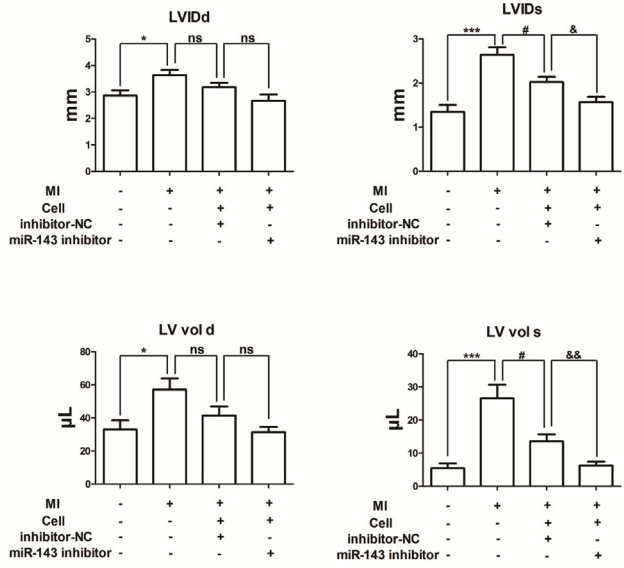 LVIDd
* ns ns
5
4
3
2
1
0
mm
MI - + + +
Cell - - + +
inhibitor-NC - - + -
miR-143 inhibitor - - - +
LVIDs
*** # &
3
2
1
0
mm
MI - + + +
Cell - - + +
inhibitor-NC - - + -
miR-143 inhibitor - - - +
LV vol d
* ns ns
80
60
40
20
0
µL
MI - + + +
Cell - - + +
inhibitor-NC - - + -
miR-143 inhibitor - - - +
LV vol s
*** # &&
40
30
20
10
0
µL
MI - + + +
Cell - - + +
inhibitor-NC - - + -
miR-143 inhibitor - - - +